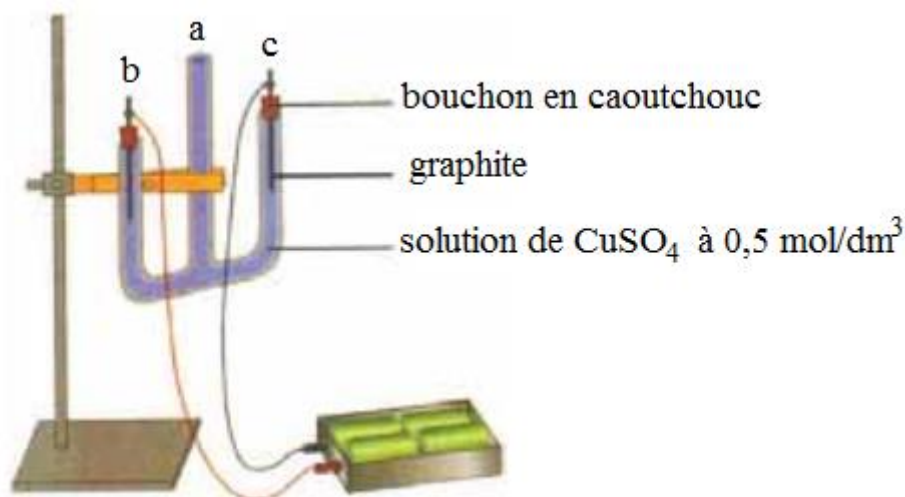 a
b
c
bouchon en caoutchouc
graphite
solution de CuSO₄ à 0,5 mol/dm³